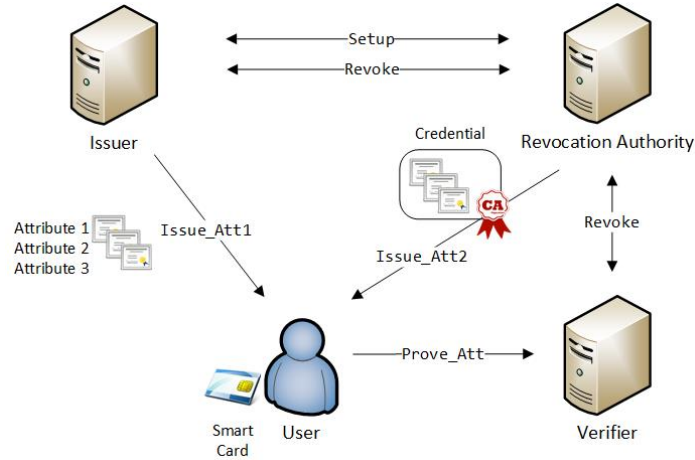 Setup
Revoke
Issuer
Credential
Revocation Authority
CA
Attribute 1
Attribute 2
Attribute 3
Issue_Att1
Revoke
Issue_Att2
Prove_Att
Smart
Card
User
Verifier